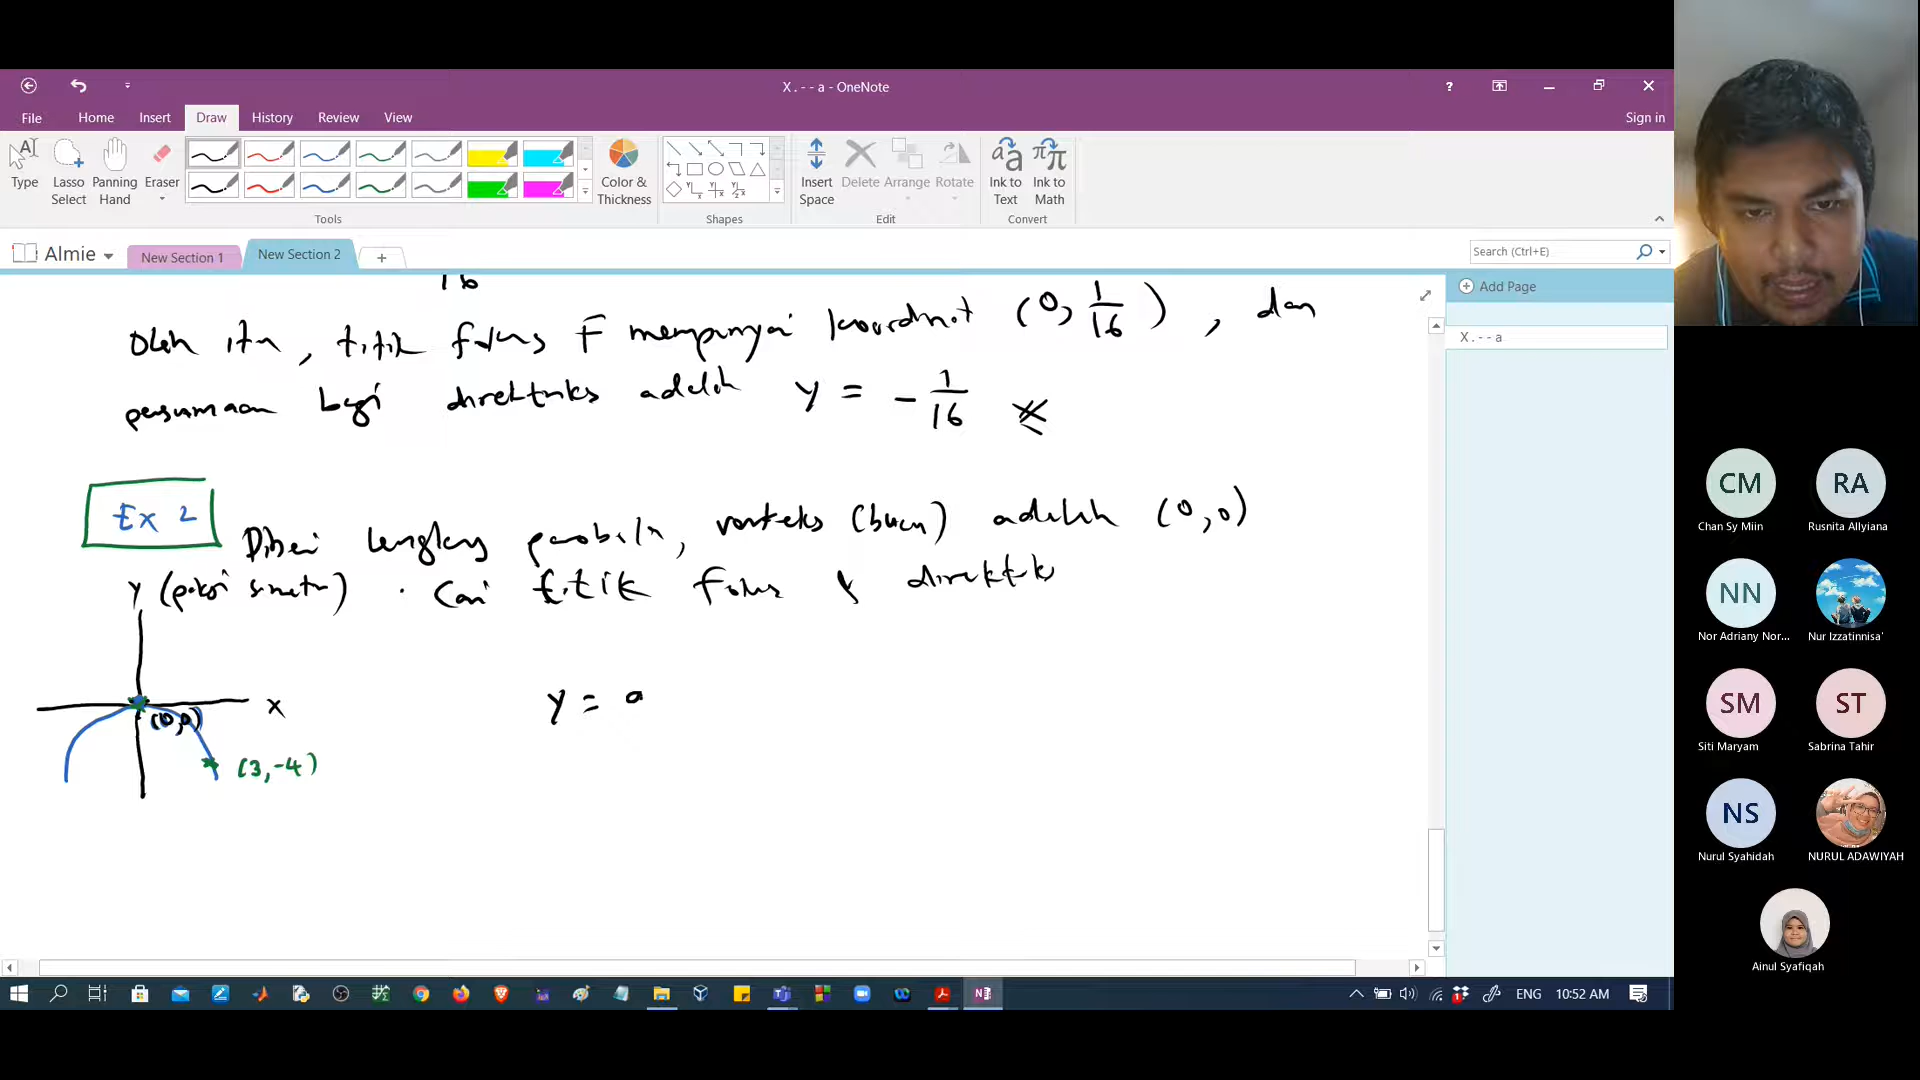 X . - - a - OneNote
?
File
Home
Insert
Draw
History
Review
View
Sign in
Type
Lasso Select
Panning Hand
Eraser
Color & Thickness
Insert Space
Delete
Arrange
Rotate
Ink to Text
Ink to Math
Tools
Shapes
Edit
Convert
Almie
New Section 1
New Section 2
+
Search (Ctrl+E)
Add Page
X . - - a
16
Oleh itu, titik fokus F mempunyai koordinat (0, 1/16), dan
persamaan bagi direktriks adalah y = - 1/16
Ex 2
Diberi lengkung parabola, verteks (bucu) adalah (0,0)
y (paksi simetri) . Cari titik fokus & direktriks
x
(0,0)
(3,-4)
y = a
CM
Chan Sy Miin
RA
Rusnita Allyiana
NN
Nor Adriany Nor...
Nur Izzatinnisa'
SM
Siti Maryam
ST
Sabrina Tahir
NS
Nurul Syahidah
NURUL ADAWIYAH
Ainul Syafiqah
ENG
10:52 AM